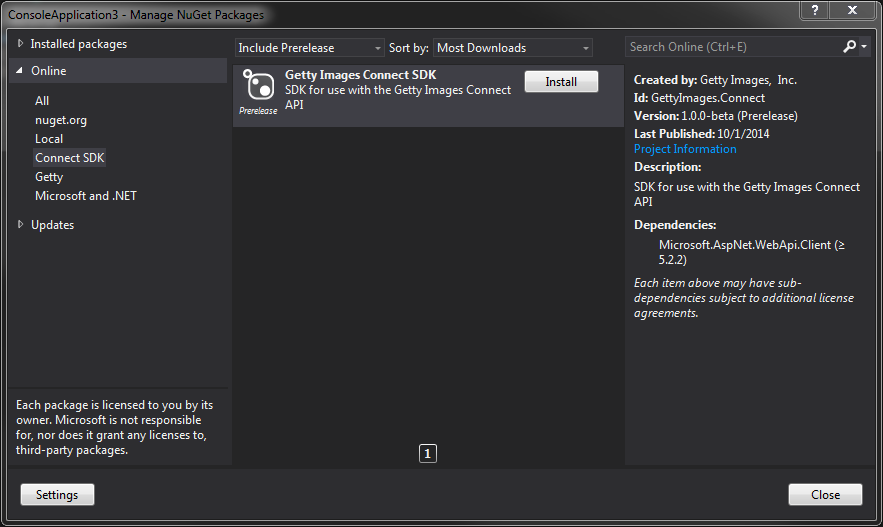 ConsoleApplication3 - Manage NuGet Packages
?
X
Installed packages
Online
All
nuget.org
Local
Connect SDK
Getty
Microsoft and .NET
Updates
Each package is licensed to you by its
owner. Microsoft is not responsible
for, nor does it grant any licenses to,
third-party packages.
Settings
Include Prerelease
Sort by:
Most Downloads
Getty Images Connect SDK
SDK for use with the Getty Images Connect
API
Prerelease
Install
1
Search Online (Ctrl+E)
Created by: Getty Images, Inc.
Id: GettyImages.Connect
Version: 1.0.0-beta (Prerelease)
Last Published: 10/1/2014
Project Information
Description:
SDK for use with the Getty Images Connect
API
Dependencies:
Microsoft.AspNet.WebApi.Client (≥
5.2.2)
Each item above may have sub-
dependencies subject to additional license
agreements.
Close